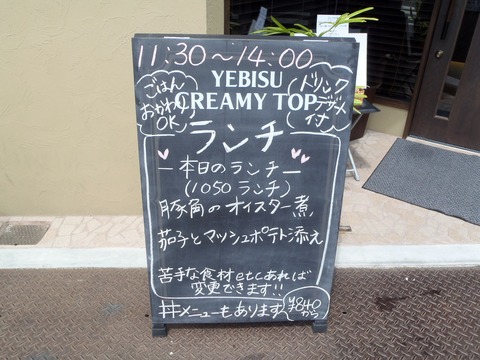 11:30～14:00
YEBISU
CREAMY TOP
ごはん
おかわり
OK
ドリンク
デザート
付
ランチ
ー本日のランチー
(1050ランチ)
豚角のオイスター煮
茄子とマッシュポテト添え
苦手な食材etcあれば
変更できます!!
丼メニューもあります
¥840
から